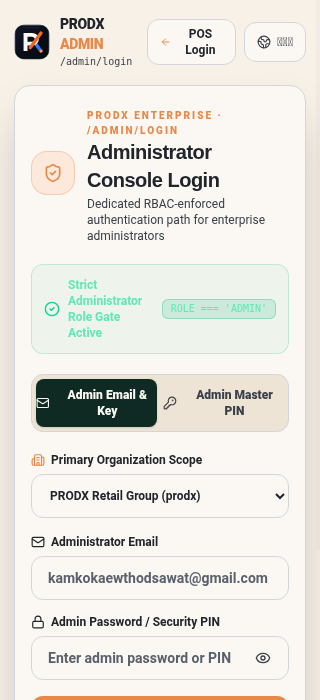 PRODX
ADMIN
/admin/login
← POS
Login
PRODX ENTERPRISE ·
/ADMIN/LOGIN
Administrator
Console Login
Dedicated RBAC-enforced
authentication path for enterprise
administrators
Strict
Administrator
Role Gate
Active
ROLE === 'ADMIN'
Admin Email &
Key
Admin Master
PIN
Primary Organization Scope
PRODX Retail Group (prodx)
Administrator Email
kamkokaewthodsawat@gmail.com
Admin Password / Security PIN
Enter admin password or PIN